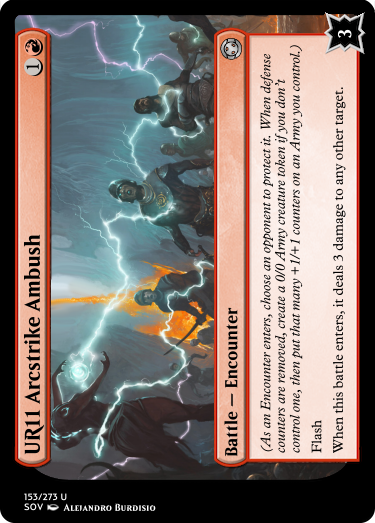 UR11 Arcstrike Ambush
1
Battle — Encounter
(As an Encounter enters, choose an opponent to protect it. When defense
counters are removed, create a 0/0 Army creature token if you don't
control one, then put that many +1/+1 counters on an Army you control.)
Flash
When this battle enters, it deals 3 damage to any other target.
3
153/273 U
SOV Alejandro Burdisio